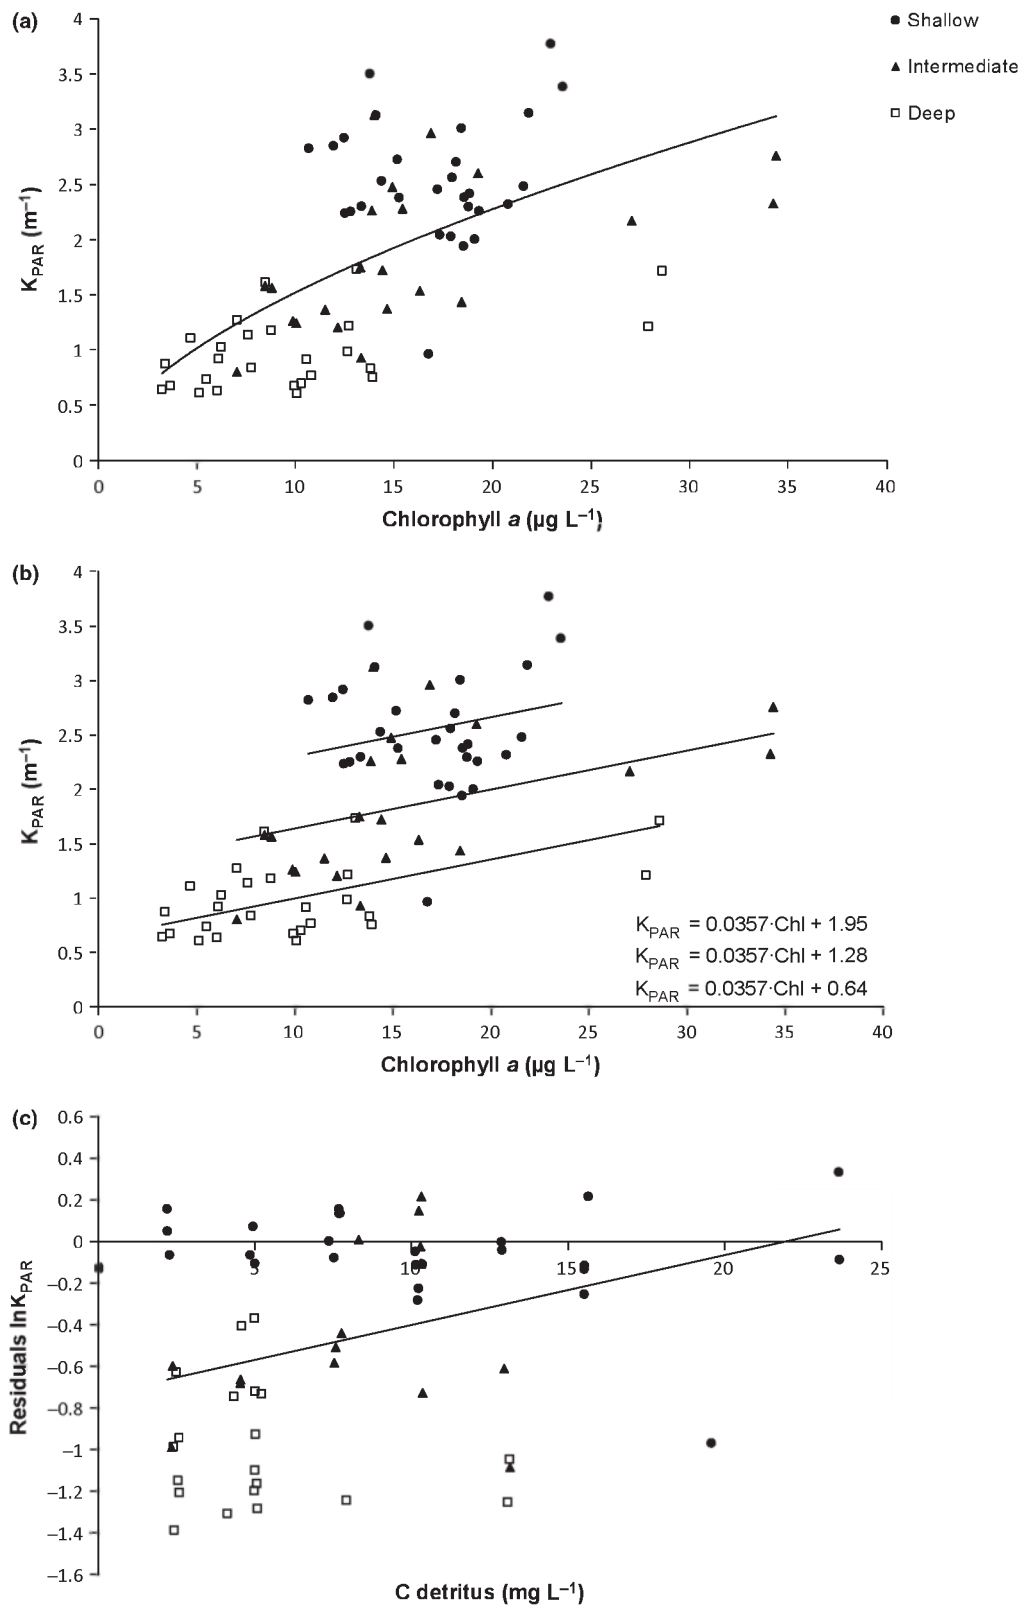 (a)
4
3.5
3
2.5
2
1.5
1
0.5
0
K_PAR (m⁻¹)
0 5 10 15 20 25 30 35 40
Chlorophyll a (µg L⁻¹)
Shallow
Intermediate
Deep
(b)
4
3.5
3
2.5
2
1.5
1
0.5
0
K_PAR (m⁻¹)
K_PAR = 0.0357·Chl + 1.95
K_PAR = 0.0357·Chl + 1.28
K_PAR = 0.0357·Chl + 0.64
0 5 10 15 20 25 30 35 40
Chlorophyll a (µg L⁻¹)
(c)
0.6
0.4
0.2
0
–0.2
–0.4
–0.6
–0.8
–1
–1.2
–1.4
–1.6
Residuals lnK_PAR
5 10 15 20 25
C detritus (mg L⁻¹)